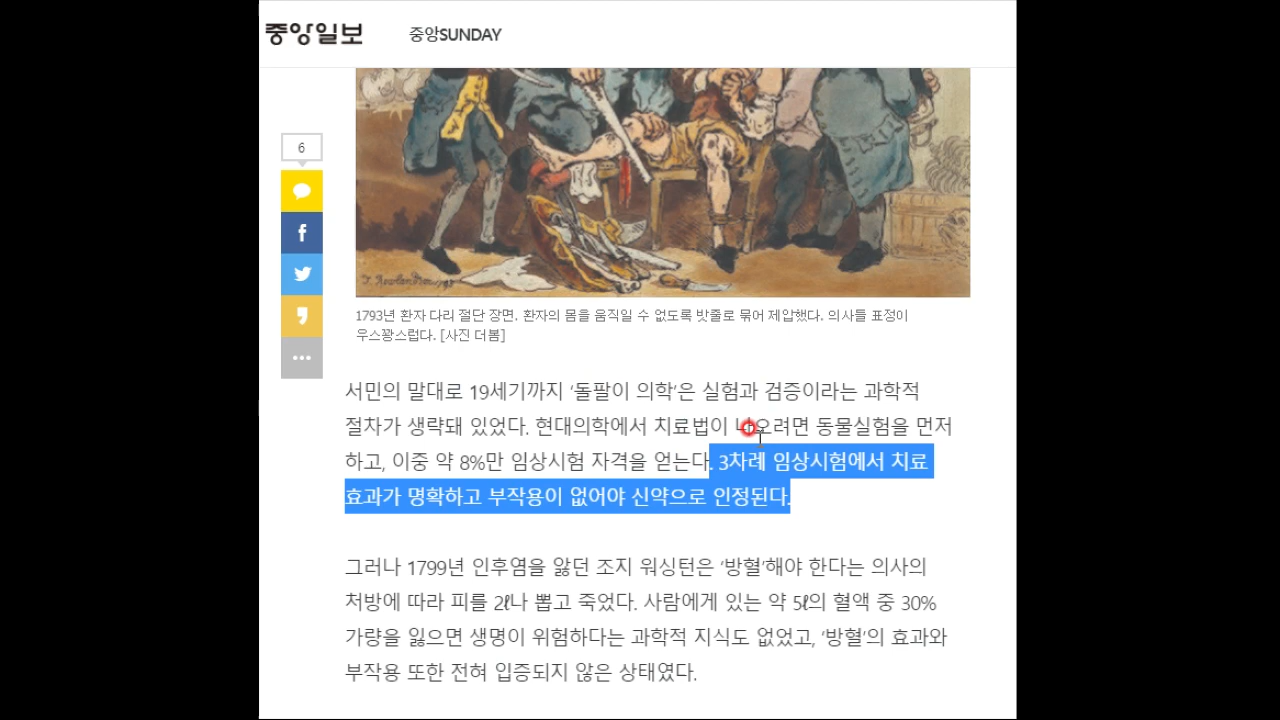 중앙일보
중앙SUNDAY
6
1793년 환자 다리 절단 장면. 환자의 몸을 움직일 수 없도록 밧줄로 묶어 제압했다. 의사들 표정이
우스꽝스럽다. [사진 더봄]
서민의 말대로 19세기까지 ‘돌팔이 의학’은 실험과 검증이라는 과학적
절차가 생략돼 있었다. 현대의학에서 치료법이 나오려면 동물실험을 먼저
하고, 이중 약 8%만 임상시험 자격을 얻는다. 3차례 임상시험에서 치료
효과가 명확하고 부작용이 없어야 신약으로 인정된다.
그러나 1799년 인후염을 앓던 조지 워싱턴은 ‘방혈’해야 한다는 의사의
처방에 따라 피를 2ℓ나 뽑고 죽었다. 사람에게 있는 약 5ℓ의 혈액 중 30%
가량을 잃으면 생명이 위험하다는 과학적 지식도 없었고, ‘방혈’의 효과와
부작용 또한 전혀 입증되지 않은 상태였다.